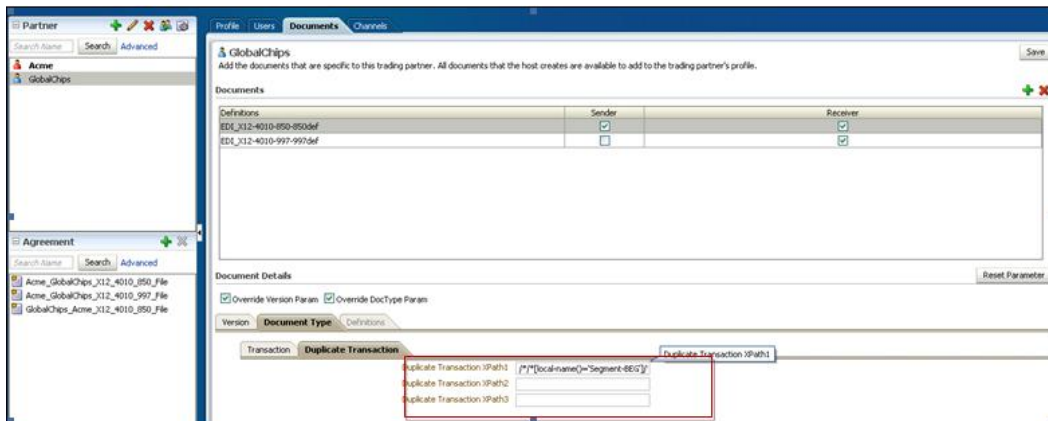 Partner
Search Name Search Advanced
Acme
GlobalChips
Agreement
Search Name Search Advanced
Acme_GlobalChips_X12_4010_850_File
Acme_GlobalChips_X12_4010_997_File
GlobalChips_Acme_X12_4010_850_File
Profile Users Documents Channels
GlobalChips Save
Add the documents that are specific to this trading partner. All documents that the host creates are available to add to the trading partner's profile.
Documents
Definitions Sender Receiver
EDI_X12-4010-850-850def
EDI_X12-4010-997-997def
Document Details Reset Parameter
Override Version Param Override DocType Param
Version Document Type Definitions
Transaction Duplicate Transaction
Duplicate Transaction XPath1
Duplicate Transaction XPath1 /*/*[local-name()='Segment-BEG']/
Duplicate Transaction XPath2
Duplicate Transaction XPath3